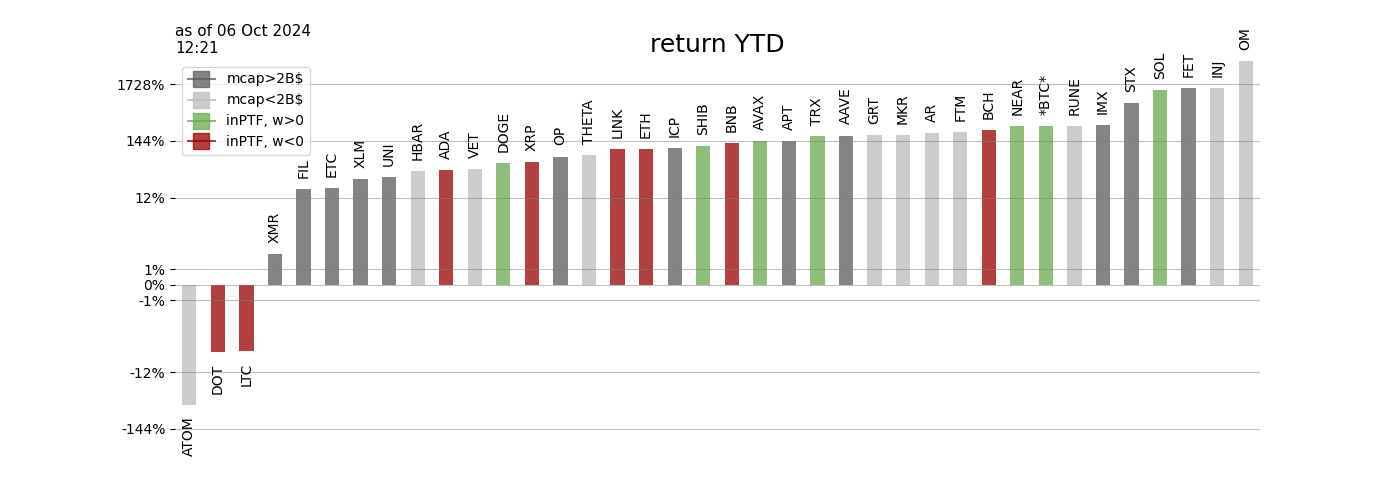 as of 06 Oct 2024
12:21
return YTD
mcap>2B$
mcap<2B$
inPTF, w>0
inPTF, w<0
1728%
144%
12%
1%
0%
-1%
-12%
-144%
ATOM
DOT
LTC
XMR
FIL
ETC
XLM
UNI
HBAR
ADA
VET
DOGE
XRP
OP
THETA
LINK
ETH
ICP
SHIB
BNB
AVAX
APT
TRX
AAVE
GRT
MKR
AR
FTM
BCH
NEAR
*BTC*
RUNE
IMX
STX
SOL
FET
INJ
OM